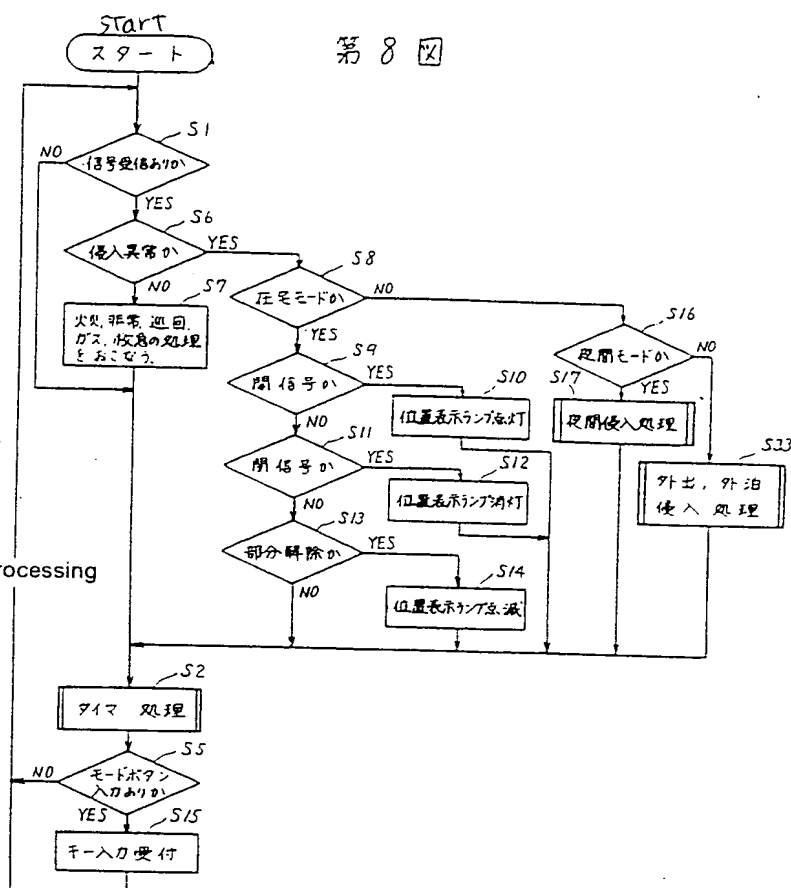 start
スタート
第8図
S1
信号受信ありか
NO
YES
S6
侵入異常か
YES
NO
S7
火災,非常,巡回,
ガス,救急の処理
をおこなう.
S8
在宅モードか
NO
YES
S9
開信号か
YES
NO
S10
位置表示ランプ点灯
S11
YES
NO
S12
位置表示ランプ消灯
S13
部分解除か
YES
NO
S14
位置表示ランプ点滅
S16
夜間モードか
NO
YES
S17
夜間侵入処理
S33
外出,外泊
侵入処理
rocessing
S2
タイマ 処理
S5
モードボタン
入力ありか
NO
YES
S15
キー入力受付